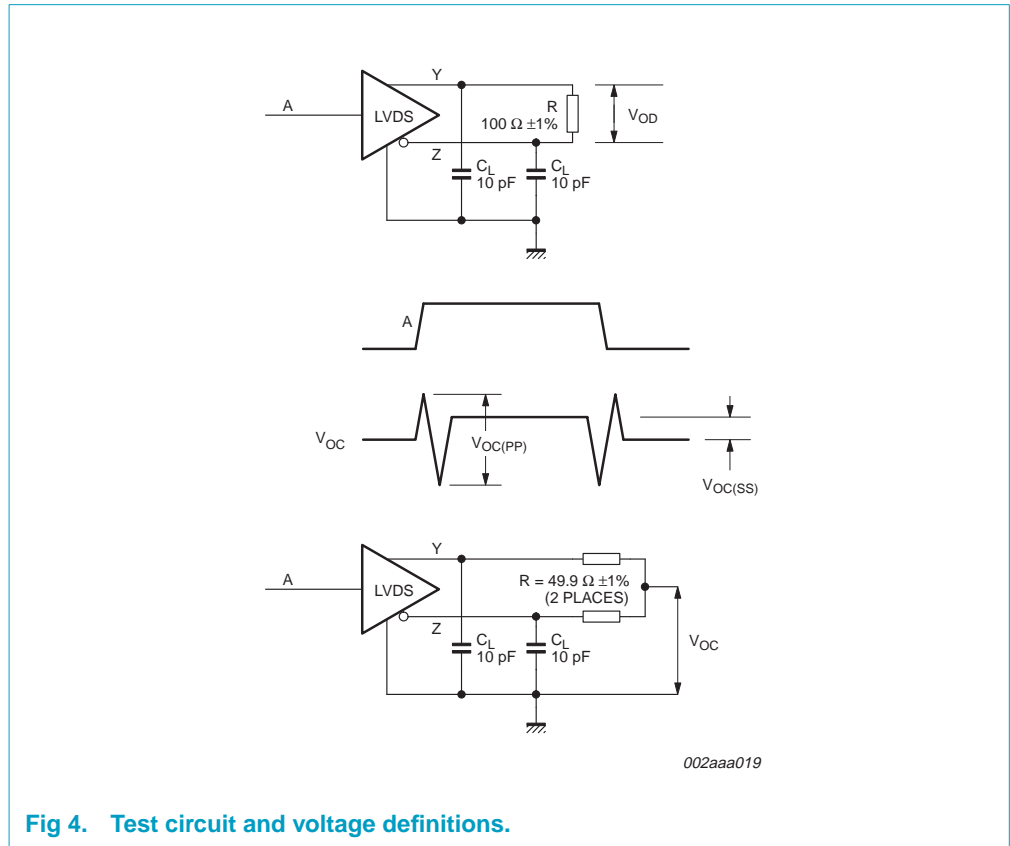 Y
A
LVDS
R
100 Ω ±1%
VOD
Z
CL
10 pF
CL
10 pF
A
VOC
VOC(PP)
VOC(SS)
Y
A
LVDS
R = 49.9 Ω ±1%
(2 PLACES)
Z
CL
10 pF
CL
10 pF
VOC
002aaa019
Fig 4. Test circuit and voltage definitions.